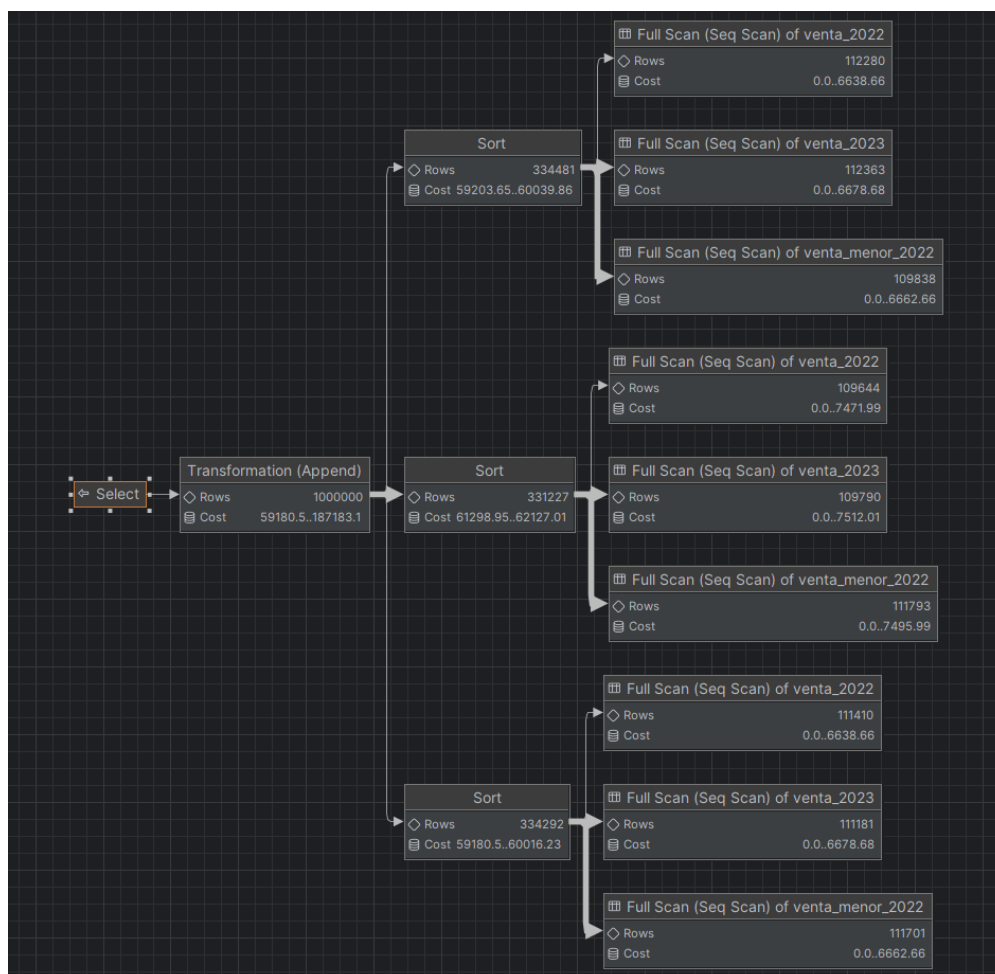 Full Scan (Seq Scan) of venta_2022
Rows 112280
Cost 0.0..6638.66
Sort
Rows 334481
Cost 59203.65..60039.86
Full Scan (Seq Scan) of venta_2023
Rows 112363
Cost 0.0..6678.68
Full Scan (Seq Scan) of venta_menor_2022
Rows 109838
Cost 0.0..6662.66
Full Scan (Seq Scan) of venta_2022
Rows 109644
Cost 0.0..7471.99
Select
Transformation (Append)
Rows 1000000
Cost 59180.5..187183.1
Sort
Rows 331227
Cost 61298.95..62127.01
Full Scan (Seq Scan) of venta_2023
Rows 109790
Cost 0.0..7512.01
Full Scan (Seq Scan) of venta_menor_2022
Rows 111793
Cost 0.0..7495.99
Full Scan (Seq Scan) of venta_2022
Rows 111410
Cost 0.0..6638.66
Sort
Rows 334292
Cost 59180.5..60016.23
Full Scan (Seq Scan) of venta_2023
Rows 111181
Cost 0.0..6678.68
Full Scan (Seq Scan) of venta_menor_2022
Rows 111701
Cost 0.0..6662.66